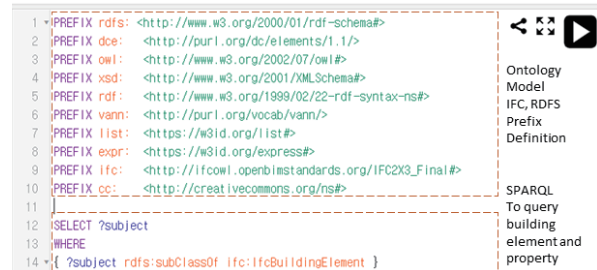 1 PREFIX rdfs: <http://www.w3.org/2000/01/rdf-schema#>
2 PREFIX dce: <http://purl.org/dc/elements/1.1/>
3 PREFIX owl: <http://www.w3.org/2002/07/owl#>
4 PREFIX xsd: <http://www.w3.org/2001/XMLSchema#>
5 PREFIX rdf: <http://www.w3.org/1999/02/22-rdf-syntax-ns#>
6 PREFIX vann: <http://purl.org/vocab/vann/>
7 PREFIX list: <https://w3id.org/list#>
8 PREFIX expr: <https://w3id.org/express#>
9 PREFIX ifc: <http://ifcowl.openbimstandards.org/IFC2X3_Final#>
10 PREFIX cc: <http://creativecommons.org/ns#>
11
12 SELECT ?subject
13 WHERE
14 { ?subject rdfs:subClassOf ifc:IfcBuildingElement }
Ontology
Model
IFC, RDFS
Prefix
Definition
SPARQL
To query
building
element and
property